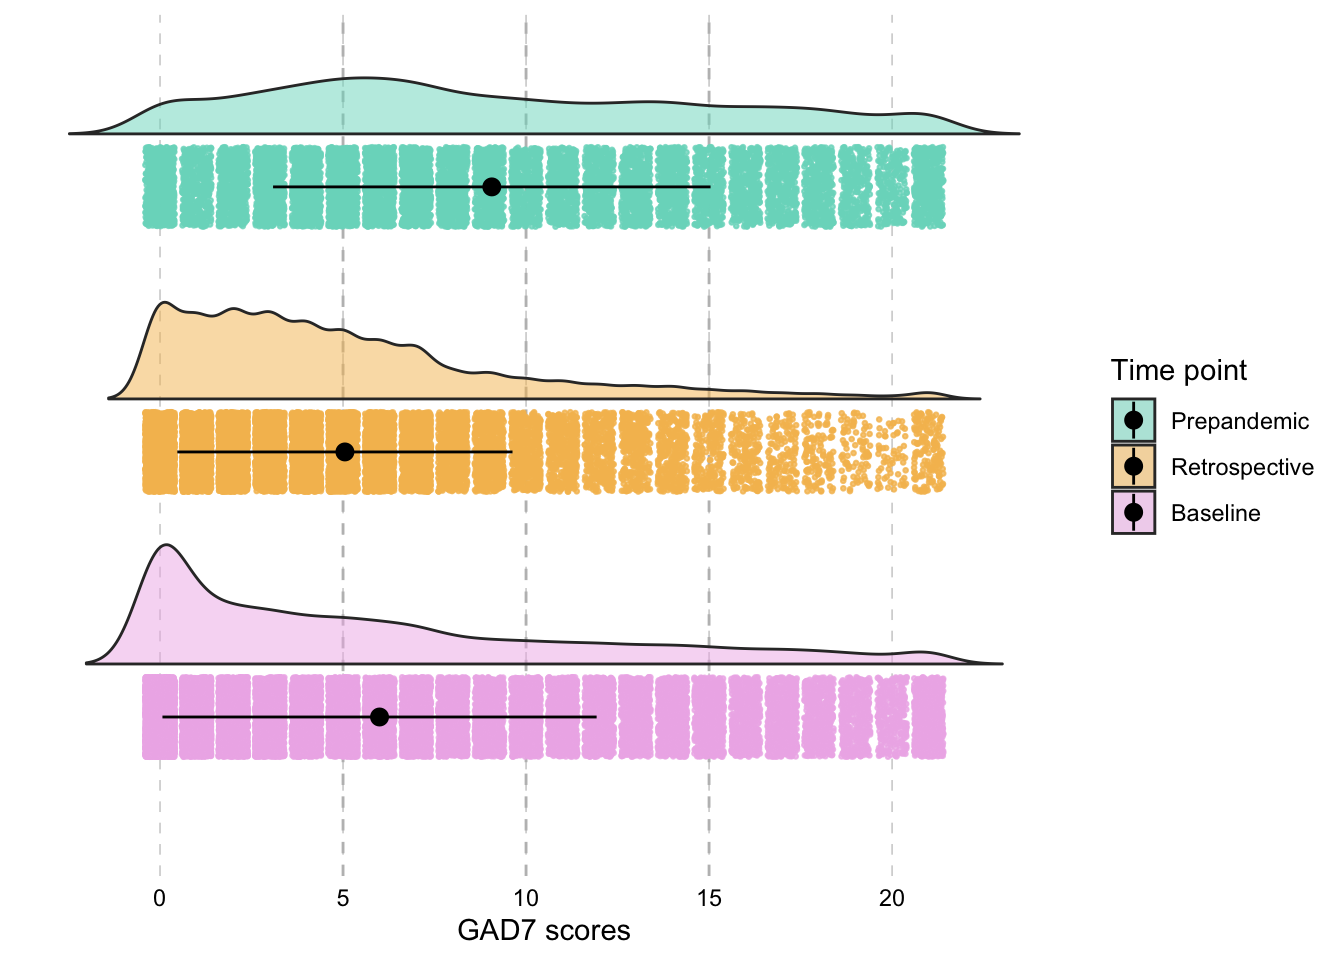 Time point
Prepandemic
Retrospective
Baseline
0 5 10 15 20
GAD7 scores